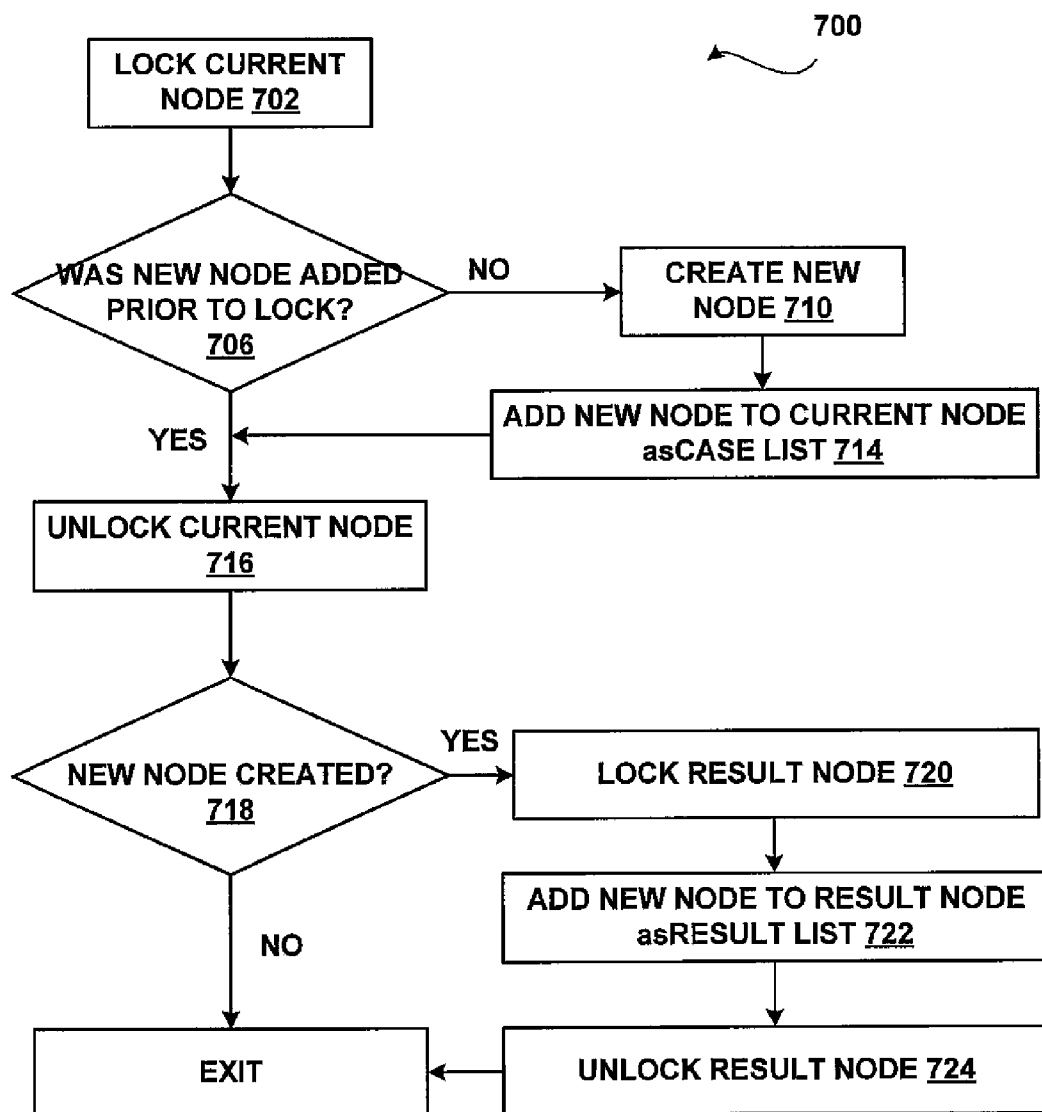 700
LOCK CURRENT
NODE 702
WAS NEW NODE ADDED
PRIOR TO LOCK?
706
NO
CREATE NEW
NODE 710
ADD NEW NODE TO CURRENT NODE
asCASE LIST 714
YES
UNLOCK CURRENT NODE
716
NEW NODE CREATED?
718
YES
LOCK RESULT NODE 720
ADD NEW NODE TO RESULT NODE
asRESULT LIST 722
NO
UNLOCK RESULT NODE 724
EXIT